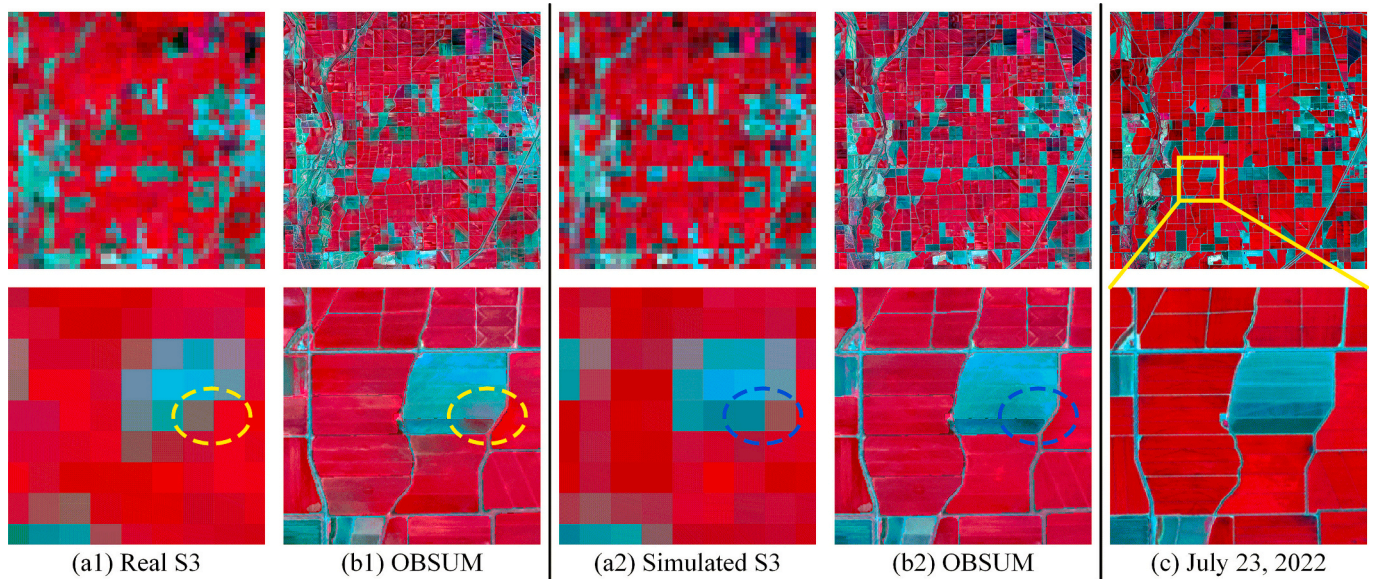 (a1) Real S3
(b1) OBSUM
(a2) Simulated S3
(b2) OBSUM
(c) July 23, 2022